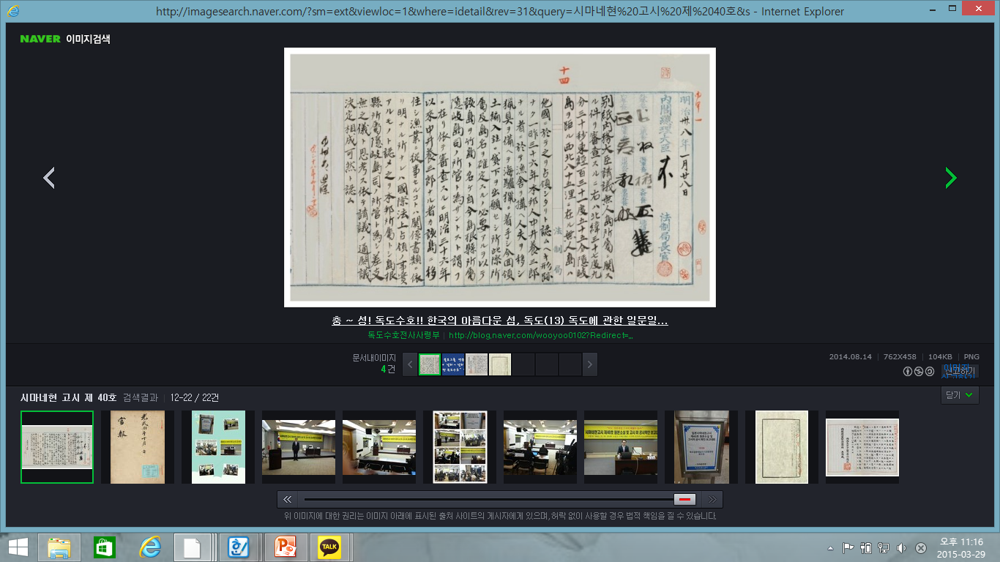 http://imagesearch.naver.com/?sm=ext&viewloc=1&where=idetail&rev=31&query=시마네현%20고시%20제%2040호&s - Internet Explorer
NAVER 이미지검색
十四
明治卅八年一月廿八日
內閣總理大臣
法制局長官
別紙內務大臣請議無人島所屬ニ關ス
ル件ヲ審查スルニ右ハ北緯三十七度九
分三十秒東經百三十一度五十五分隱岐
島ヲ距ル西北八十五浬ニ在ル無人島ハ
法制局
他國ニ於テ之ヲ占領シタリト認ムヘキ形跡
ナク一昨三十六年本邦人中井養三郎
ナル者ニ於テ漁舍ヲ構ヘ人夫ヲ移シ
獵具ヲ備ヘテ海驢獵ニ着手シ今回領
土編入並ニ貸下ヲ出願セシ所此際所
屬及島名ヲ確定スルノ必要アルヲ以テ
該島ヲ竹島ト名ケ自今島根縣所屬
隱岐島司ノ所管ト為サントスト謂フ
ニ在リ依テ審查スルニ明治三十六年
以來中井養三郎ナル者カ該島ニ移
住シ漁業ニ從事セルコトハ關係書類ニ依
リ明ナル所ナレハ國際法上占領ノ事實
アルモノト認メ之ヲ本邦所屬トシ島根
縣所屬隱岐島司ノ所管ト為シ差支
無之儀ト思考ス依テ請議ノ通閣議
決定相成可然ト認ム
총 ~ 성! 독도수호!! 한국의 아름다운 섬, 독도(13) 독도에 관한 일문일...
독도수호전사사령부 | http://blog.naver.com/wooyoo0102?Redirect=...
문서내이미지
4건
2014.08.14 | 762X458 | 104KB | PNG
신고하기
시마네현 고시 제 40호 검색결과 | 12-22 / 22건
닫기
官報
위 이미지에 대한 권리는 이미지 아래에 표시된 출처 사이트의 게시자에게 있으며, 허락 없이 사용할 경우 법적 책임을 질 수 있습니다.
TALK
오후 11:16
2015-03-29